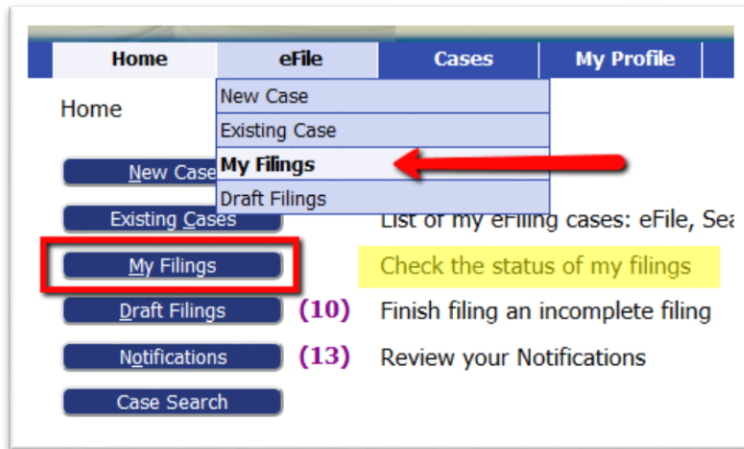 Home eFile Cases My Profile
Home
New Case
Existing Case
My Filings
Draft Filings
New Case
Existing Cases List of my eFiling cases: eFile,
My Filings Check the status of my filings
Draft Filings (10) Finish filing an incomplete filing
Notifications (13) Review your Notifications
Case Search